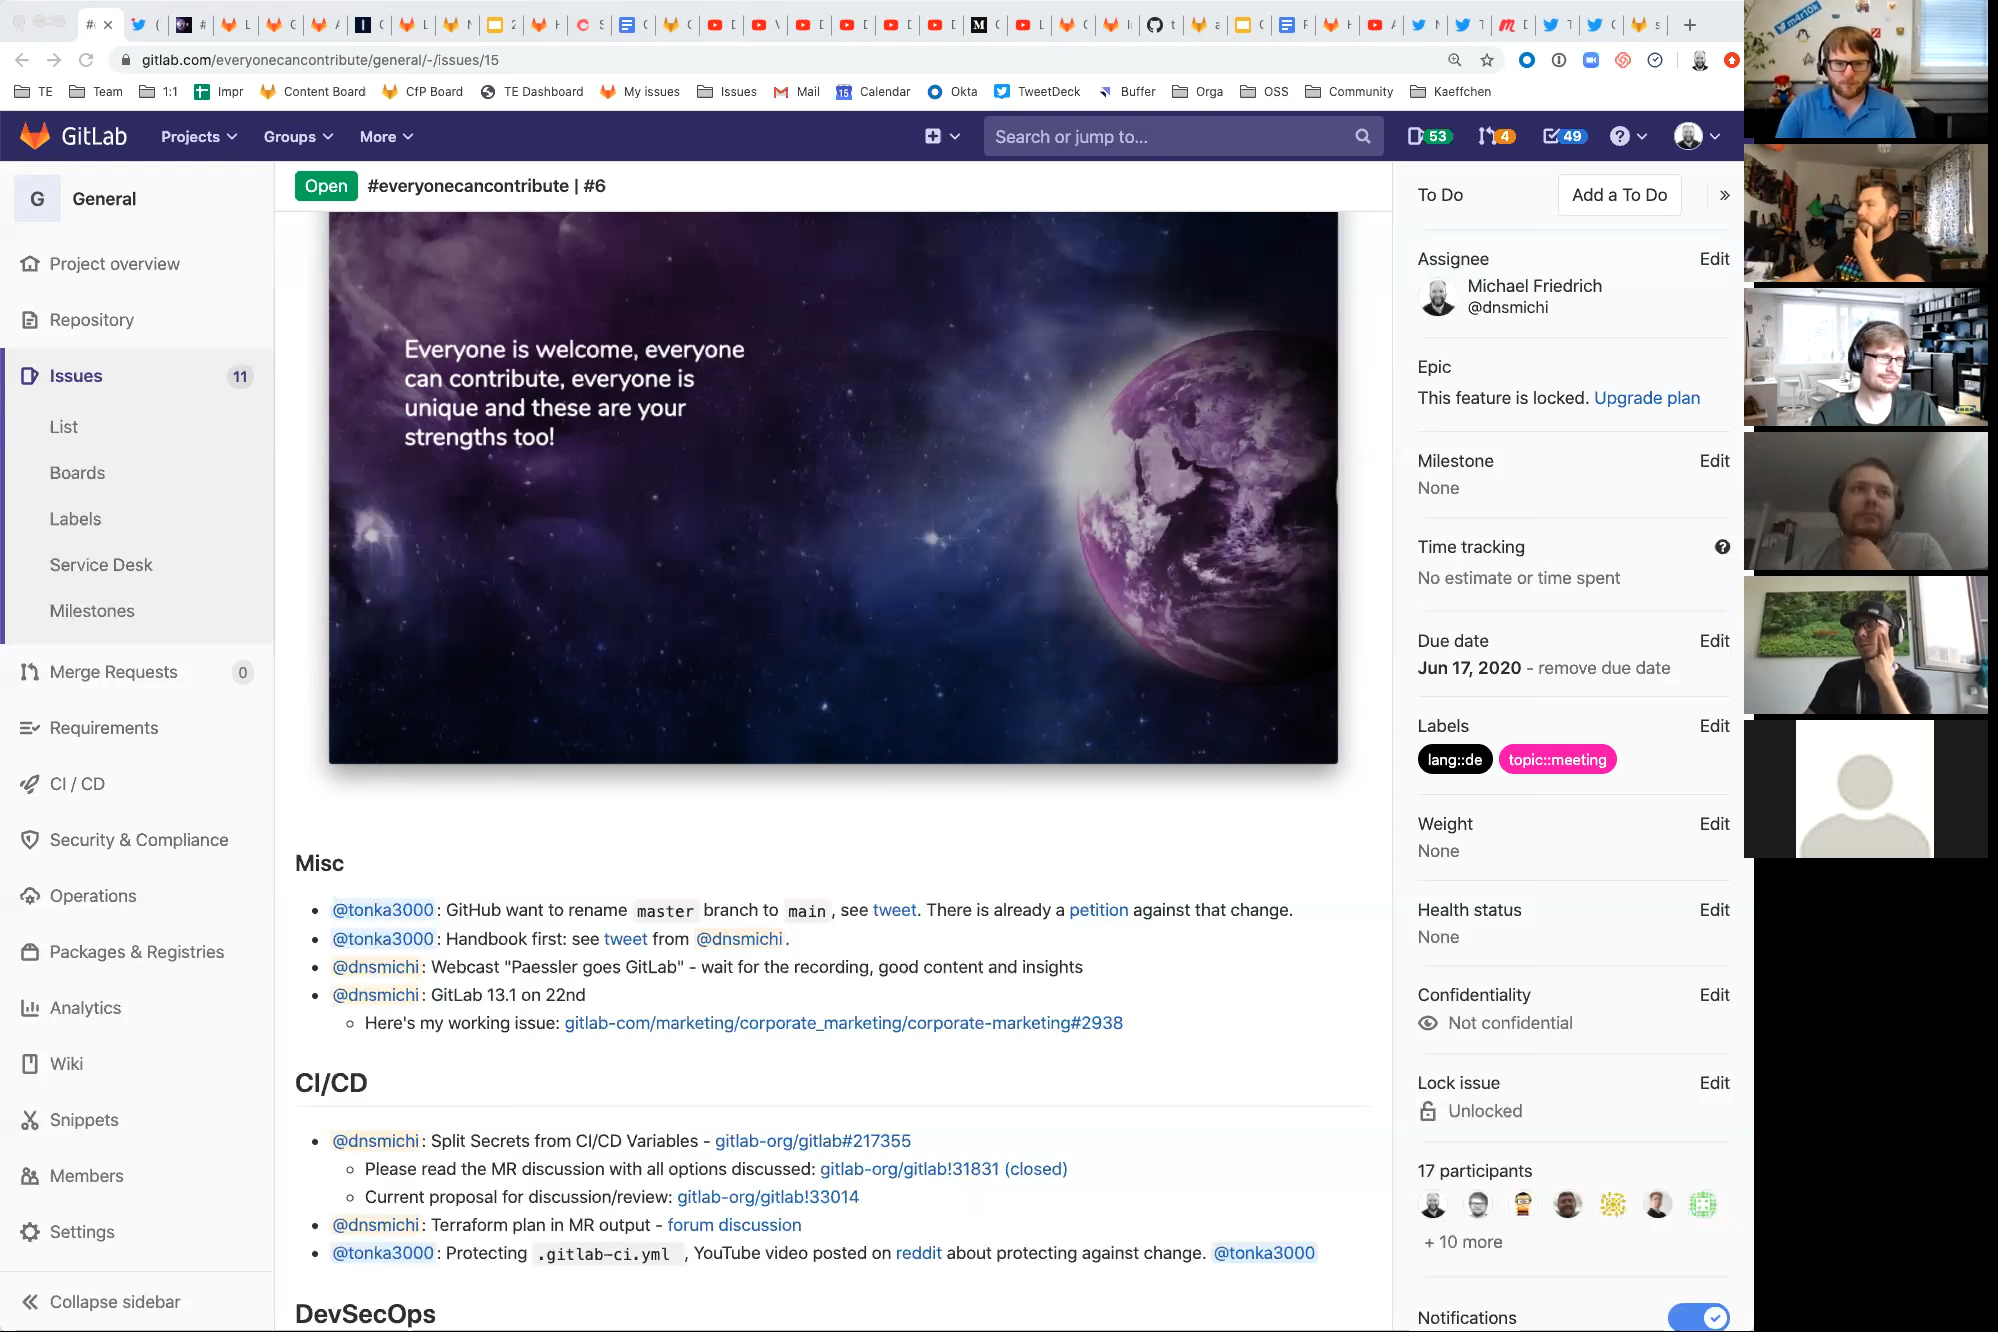 gitlab.com/everyonecancontribute/general/-/issues/15
TE Team 1:1 Impr Content Board CfP Board TE Dashboard My issues Issues Mail Calendar Okta TweetDeck Buffer Orga OSS Community Kaeffchen
GitLab Projects Groups More Search or jump to... 53 4 49
G General
Project overview
Repository
Issues 11
List
Boards
Labels
Service Desk
Milestones
Merge Requests 0
Requirements
CI / CD
Security & Compliance
Operations
Packages & Registries
Analytics
Wiki
Snippets
Members
Settings
Collapse sidebar
Open #everyonecancontribute | #6
Everyone is welcome, everyone
can contribute, everyone is
unique and these are your
strengths too!
Misc
@tonka3000: GitHub want to rename master branch to main, see tweet. There is already a petition against that change.
@tonka3000: Handbook first: see tweet from @dnsmichi.
@dnsmichi: Webcast "Paessler goes GitLab" - wait for the recording, good content and insights
@dnsmichi: GitLab 13.1 on 22nd
Here's my working issue: gitlab-com/marketing/corporate_marketing/corporate-marketing#2938
CI/CD
@dnsmichi: Split Secrets from CI/CD Variables - gitlab-org/gitlab#217355
Please read the MR discussion with all options discussed: gitlab-org/gitlab!31831 (closed)
Current proposal for discussion/review: gitlab-org/gitlab!33014
@dnsmichi: Terraform plan in MR output - forum discussion
@tonka3000: Protecting .gitlab-ci.yml , YouTube video posted on reddit about protecting against change. @tonka3000
DevSecOps
To Do Add a To Do
Assignee Edit
Michael Friedrich
@dnsmichi
Epic
This feature is locked. Upgrade plan
Milestone Edit
None
Time tracking
No estimate or time spent
Due date Edit
Jun 17, 2020 - remove due date
Labels Edit
lang::de topic::meeting
Weight Edit
None
Health status Edit
None
Confidentiality Edit
Not confidential
Lock issue Edit
Unlocked
17 participants
+ 10 more
Notifications